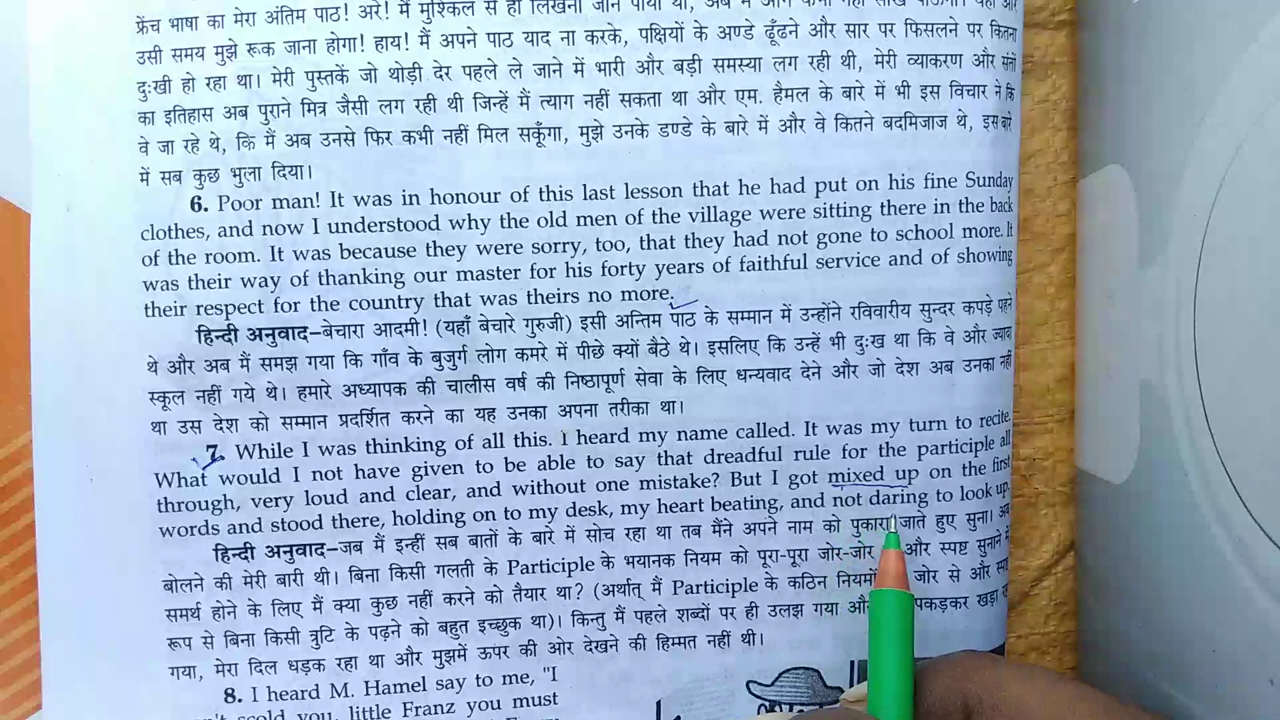 फ्रेंच भाषा का मेरा अंतिम पाठ! अरे! मैं मुश्किल से ही लिखना जान पाया था, अब मैं आगे कभी नहीं सीख पाऊँगा। यहाँ और
उसी समय मुझे रूक जाना होगा! हाय! मैं अपने पाठ याद ना करके, पक्षियों के अण्डे ढूँढने और सार पर फिसलने पर कितना
दुःखी हो रहा था। मेरी पुस्तकें जो थोड़ी देर पहले ले जाने में भारी और बड़ी समस्या लग रही थी, मेरी व्याकरण और संतों
का इतिहास अब पुराने मित्र जैसी लग रही थी जिन्हें मैं त्याग नहीं सकता था और एम. हैमल के बारे में भी इस विचार ने कि
वे जा रहे थे, कि मैं अब उनसे फिर कभी नहीं मिल सकूँगा, मुझे उनके डण्डे के बारे में और वे कितने बदमिजाज थे, इस बारे
में सब कुछ भुला दिया।
6. Poor man! It was in honour of this last lesson that he had put on his fine Sunday
clothes, and now I understood why the old men of the village were sitting there in the back
of the room. It was because they were sorry, too, that they had not gone to school more. It
was their way of thanking our master for his forty years of faithful service and of showing
their respect for the country that was theirs no more.
हिन्दी अनुवाद–बेचारा आदमी! (यहाँ बेचारे गुरुजी) इसी अन्तिम पाठ के सम्मान में उन्होंने रविवारीय सुन्दर कपड़े पहने
थे और अब मैं समझ गया कि गाँव के बुजुर्ग लोग कमरे में पीछे क्यों बैठे थे। इसलिए कि उन्हें भी दुःख था कि वे और ज्यादा
स्कूल नहीं गये थे। हमारे अध्यापक की चालीस वर्ष की निष्ठापूर्ण सेवा के लिए धन्यवाद देने और जो देश अब उनका नहीं
था उस देश को सम्मान प्रदर्शित करने का यह उनका अपना तरीका था।
7. While I was thinking of all this. I heard my name called. It was my turn to recite.
What would I not have given to be able to say that dreadful rule for the participle all
through, very loud and clear, and without one mistake? But I got mixed up on the first
words and stood there, holding on to my desk, my heart beating, and not daring to look up.
हिन्दी अनुवाद–जब मैं इन्हीं सब बातों के बारे में सोच रहा था तब मैंने अपने नाम को पुकारा जाते हुए सुना। अब
बोलने की मेरी बारी थी। बिना किसी गलती के Participle के भयानक नियम को पूरा-पूरा जोर-जोर और स्पष्ट सुनाने में
समर्थ होने के लिए मैं क्या कुछ नहीं करने को तैयार था? (अर्थात् मैं Participle के कठिन नियमों जोर से और स्पष्ट
रूप से बिना किसी त्रुटि के पढ़ने को बहुत इच्छुक था)। किन्तु मैं पहले शब्दों पर ही उलझ गया पकड़कर खड़ा रह
गया, मेरा दिल धड़क रहा था और मुझमें ऊपर की ओर देखने की हिम्मत नहीं थी।
8. I heard M. Hamel say to me, "I
scold you, little Franz you must